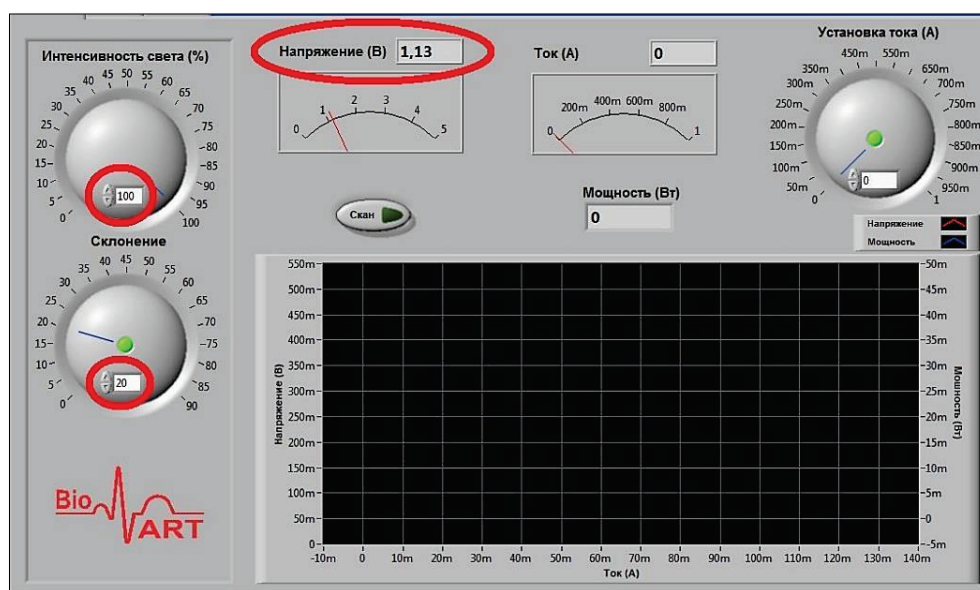 Интенсивность света (%)
0 5 10 15 20 25 30 35 40 45 50 55 60 65 70 75 80 85 90 95 100
100
Склонение
0 5 10 15 20 25 30 35 40 45 50 55 60 65 70 75 80 85 90
20
Bio
ART
Напряжение (В) 1,13
0 1 2 3 4 5
Ток (А) 0
0 200m 400m 600m 800m 1
Скан
Мощность (Вт)
0
Установка тока (А)
0 50m 100m 150m 200m 250m 300m 350m 450m 550m 650m 700m 800m 850m 900m 950m 1
0
Напряжение
Мощность
Напряжение (В)
550m
500m
450m
400m
350m
300m
250m
200m
150m
100m
50m
0
-10m 0 10m 20m 30m 40m 50m 60m 70m 80m 90m 100m 110m 120m 130m 140m
Ток (А)
50m
45m
40m
35m
30m
25m
20m
15m
10m
5m
0
-5m
Мощность (Вт)